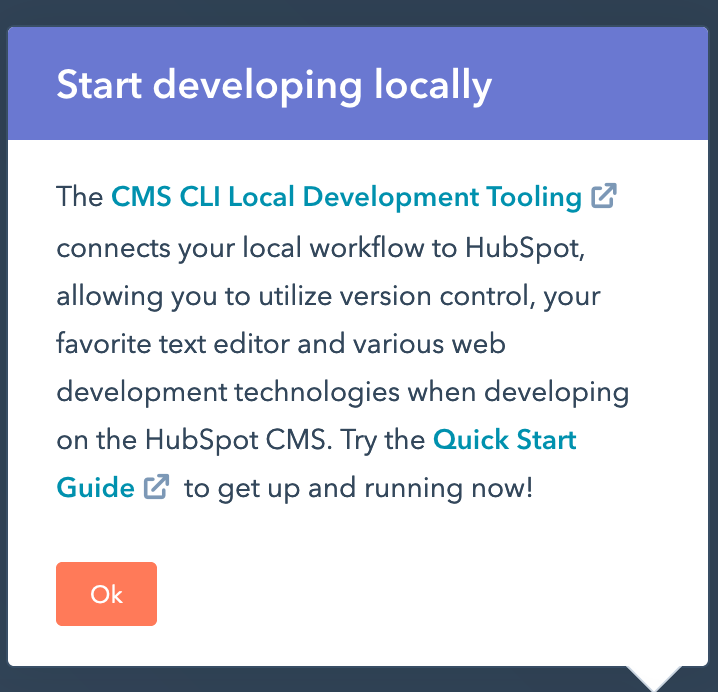 Start developing locally
The CMS CLI Local Development Tooling
connects your local workflow to HubSpot,
allowing you to utilize version control, your
favorite text editor and various web
development technologies when developing
on the HubSpot CMS. Try the Quick Start
Guide to get up and running now!
Ok